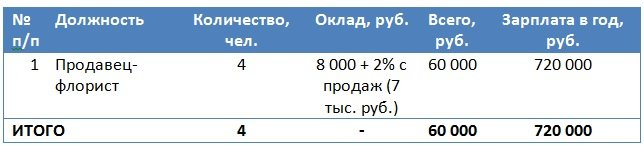 № п/п Должность Количество, чел. Оклад, руб. Всего, руб. Зарплата в год, руб.
1 Продавец-флорист 4 8 000 + 2% с продаж (7 тыс. руб.) 60 000 720 000
ИТОГО 4 - 60 000 720 000